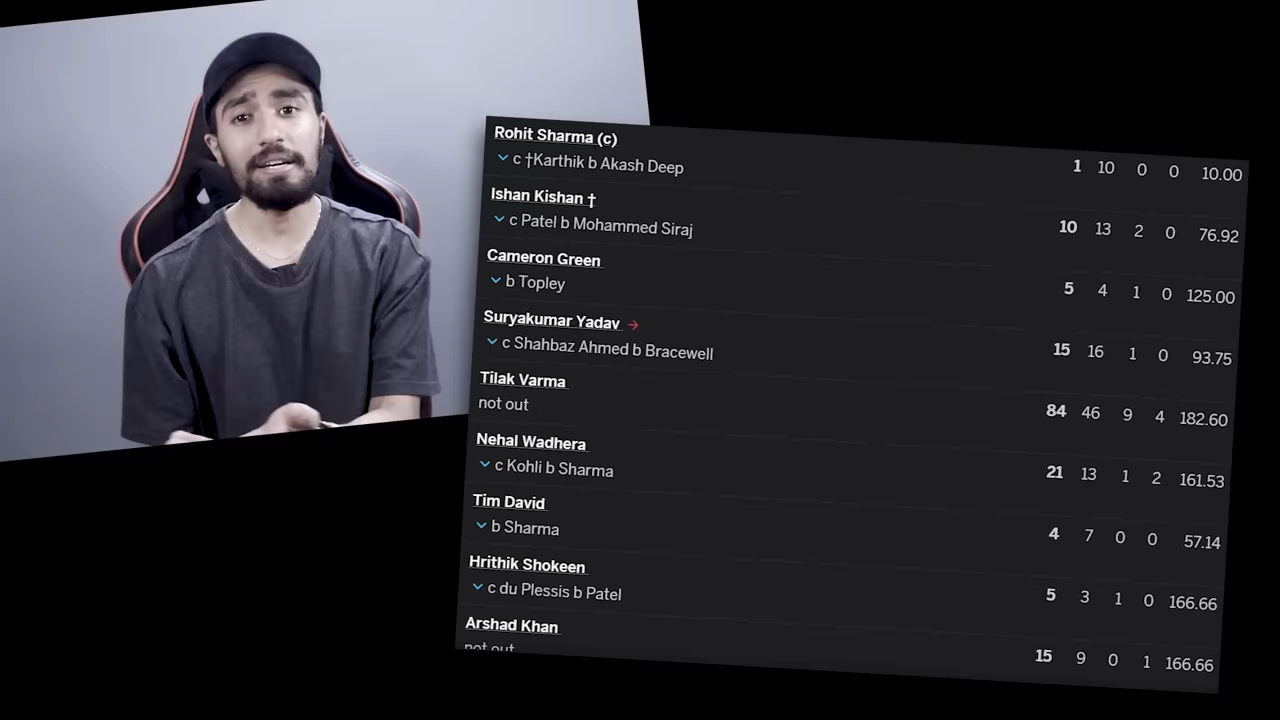 Rohit Sharma (c)
c †Karthik b Akash Deep 1 10 0 0 10.00
Ishan Kishan †
c Patel b Mohammed Siraj 10 13 2 0 76.92
Cameron Green
b Topley 5 4 1 0 125.00
Suryakumar Yadav →
c Shahbaz Ahmed b Bracewell 15 16 1 0 93.75
Tilak Varma
not out 84 46 9 4 182.60
Nehal Wadhera
c Kohli b Sharma 21 13 1 2 161.53
Tim David
b Sharma 4 7 0 0 57.14
Hrithik Shokeen
c du Plessis b Patel 5 3 1 0 166.66
Arshad Khan
not out 15 9 0 1 166.66